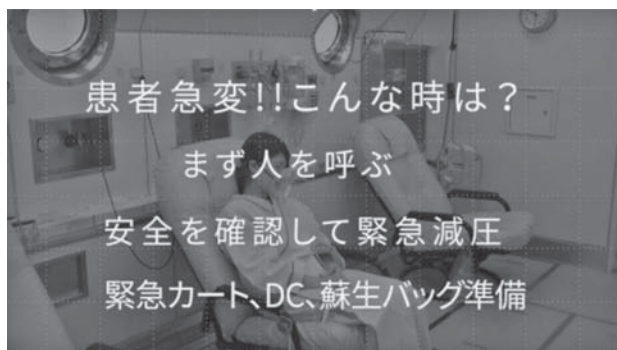 患者急変!!こんな時は？
まず人を呼ぶ
安全を確認して緊急減圧
緊急カート、DC、蘇生バッグ準備